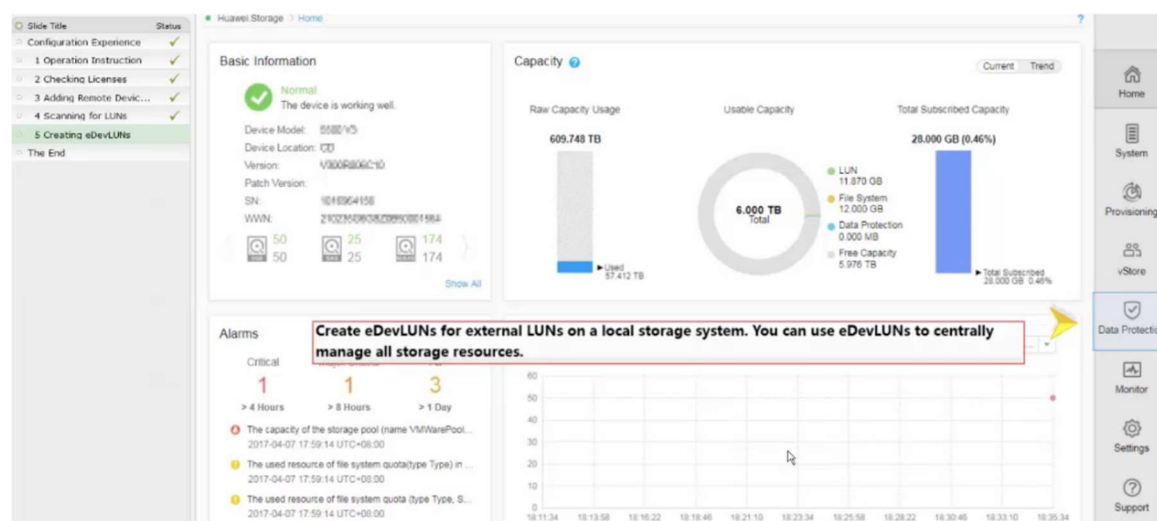 Slide Title Status
Configuration Experience
1 Operation Instruction
2 Checking Licenses
3 Adding Remote Devic...
4 Scanning for LUNs
5 Creating eDevLUNs
The End
Huawei.Storage Home
?
Basic Information
Normal
The device is working well.
Device Model:
Device Location:
Version:
Patch Version:
SN:
WWN:
50
50
25
25
174
174
Show All
Capacity ?
Current Trend
Raw Capacity Usage
609.748 TB
Used
57.412 TB
Usable Capacity
6.000 TB
Total
LUN
11.870 GB
File System
12.000 GB
Data Protection
0.000 MB
Free Capacity
5.976 TB
Total Subscribed Capacity
28.000 GB (0.46%)
Total Subscribed
28.000 GB 0.46%
Alarms
Create eDevLUNs for external LUNs on a local storage system. You can use eDevLUNs to centrally
manage all storage resources.
Critical
1
1
3
> 4 Hours
> 8 Hours
> 1 Day
The capacity of the storage pool (name VMWarePool...
2017-04-07 17:59:14 UTC+08:00
The used resource of file system quota(type Type) in ...
2017-04-07 17:59:14 UTC+08:00
The used resource of file system quota (type Type, S...
2017-04-07 17:59:14 UTC+08:00
60
50
40
30
20
10
0
18:11:34 18:13:58 18:16:22 18:18:46 18:21:10 18:23:34 18:25:58 18:28:22 18:30:46 18:33:10 18:35:34
Home
System
Provisioning
vStore
Data Protectio
Monitor
Settings
Support